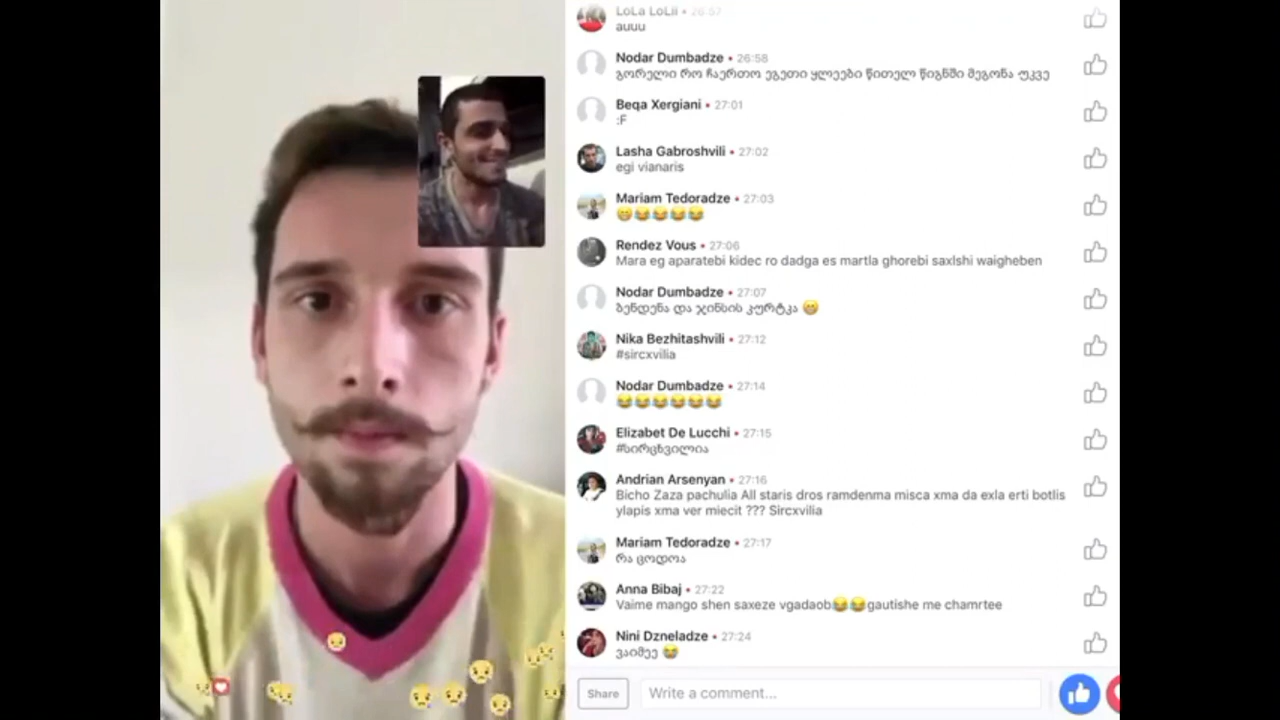 LoLa LoLii • 26:57
auuu
Nodar Dumbadze • 26:58
გორელი რო ჩაერთო ეგეთი ყლეები წითელ წიგნში მეგონა უკვე
Beqa Xergiani • 27:01
:F
Lasha Gabroshvili • 27:02
egi vianaris
Mariam Tedoradze • 27:03
😁😂😂😂😂
Rendez Vous • 27:06
Mara eg aparatebi kidec ro dadga es martla ghorebi saxlshi waigheben
Nodar Dumbadze • 27:07
ბენდენა და ჯინსის კურტკა 😁
Nika Bezhitashvili • 27:12
#sircxvilia
Nodar Dumbadze • 27:14
😂😂😂😂😂😂
Elizabet De Lucchi • 27:15
#სირცხვილია
Andrian Arsenyan • 27:16
Bicho Zaza pachulia All staris dros ramdenma misca xma da exla erti botlis
ylapis xma ver miecit ??? Sircxvilia
Mariam Tedoradze • 27:17
რა ცოდოა
Anna Bibaj • 27:22
Vaime mango shen saxeze vgadaob😂😂gautishe me chamrtee
Nini Dzneladze • 27:24
ვაიმეე 😂
Share
Write a comment...